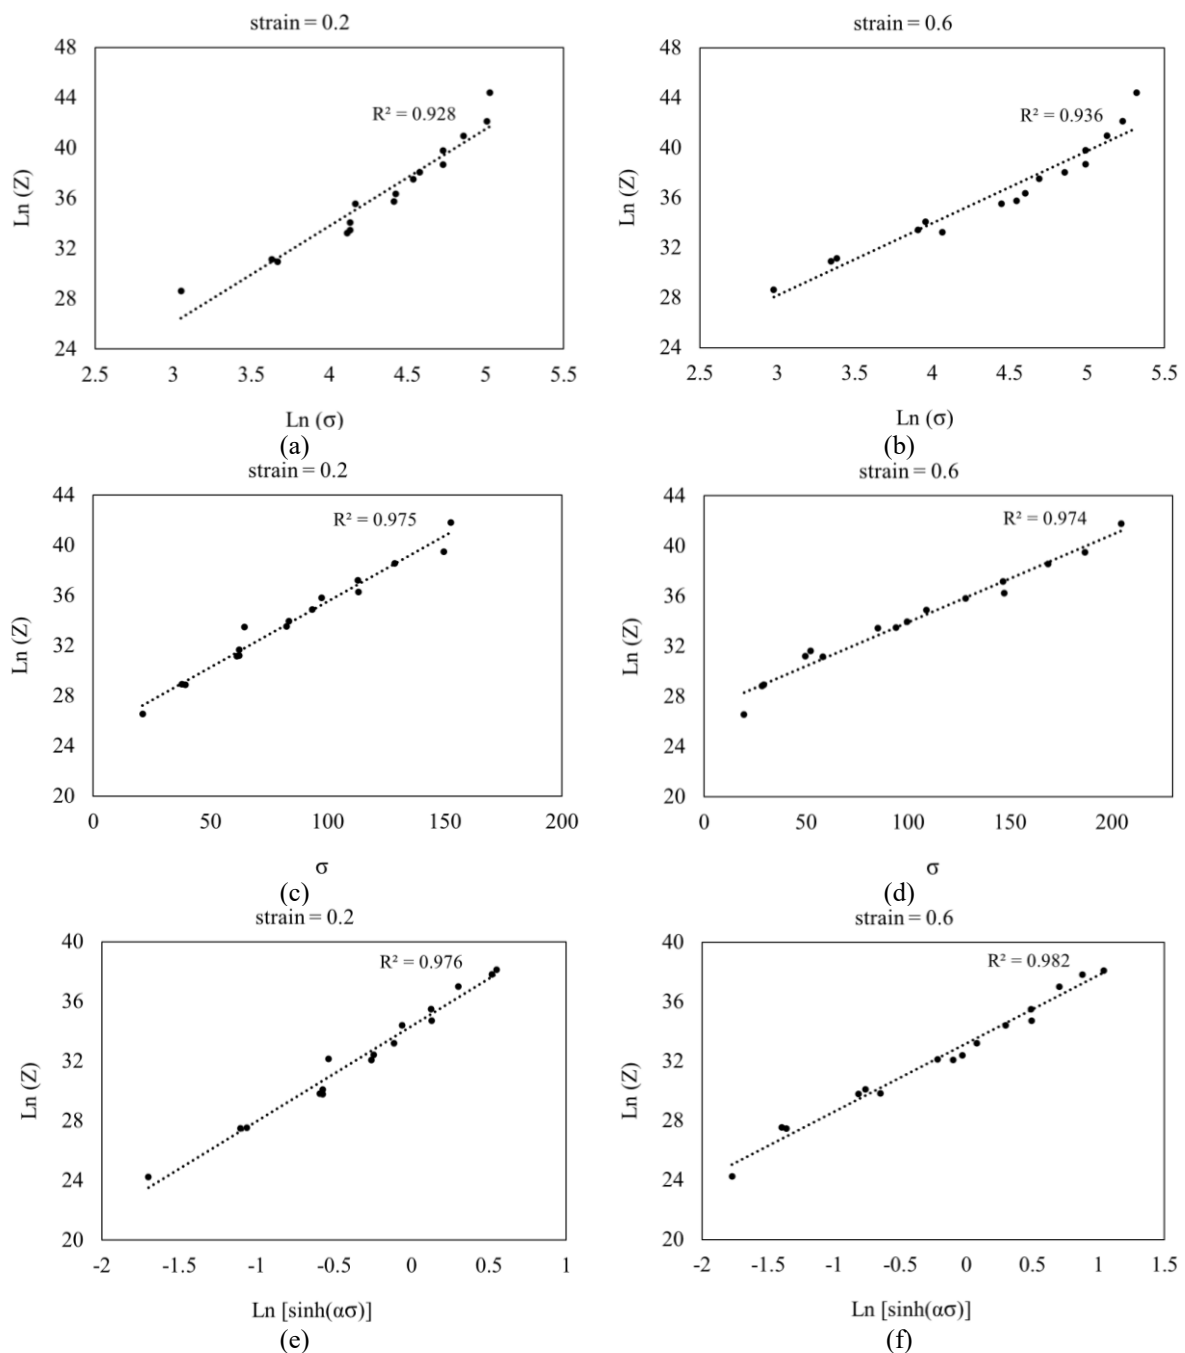 strain = 0.2
48
44
40
36
32
28
24
Ln (Z)
R² = 0.928
2.5 3 3.5 4 4.5 5 5.5
Ln (σ)
(a)
strain = 0.6
48
44
40
36
32
28
24
Ln (Z)
R² = 0.936
2.5 3 3.5 4 4.5 5 5.5
Ln (σ)
(b)
strain = 0.2
44
40
36
32
28
24
20
Ln (Z)
R² = 0.975
0 50 100 150 200
σ
(c)
strain = 0.6
44
40
36
32
28
24
20
Ln (Z)
R² = 0.974
0 50 100 150 200
σ
(d)
strain = 0.2
40
36
32
28
24
20
Ln (Z)
R² = 0.976
-2 -1.5 -1 -0.5 0 0.5 1
Ln [sinh(ασ)]
(e)
strain = 0.6
40
36
32
28
24
20
Ln (Z)
R² = 0.982
-2 -1.5 -1 -0.5 0 0.5 1 1.5
Ln [sinh(ασ)]
(f)